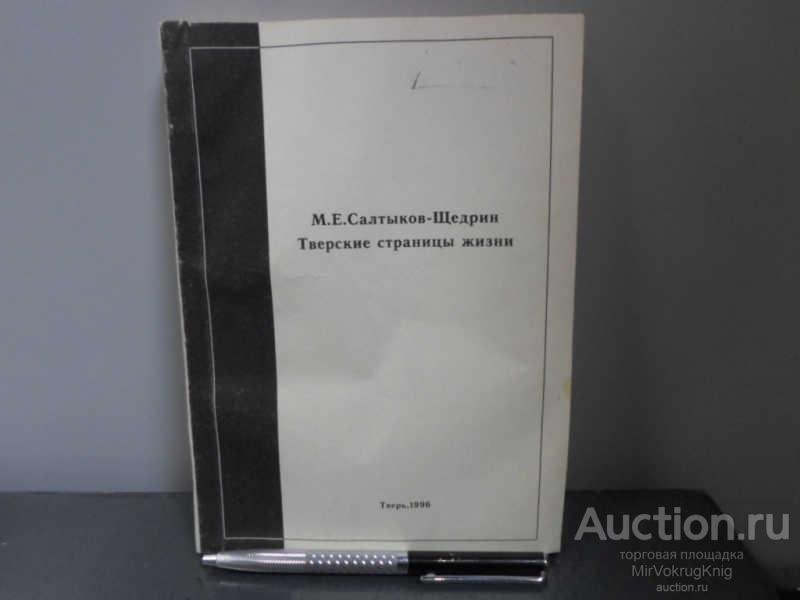 М.Е.Салтыков-Щедрин
Тверские страницы жизни
Тверь,1996
Auction.ru
торговая площадка
MirVokrugKnig
auction.ru